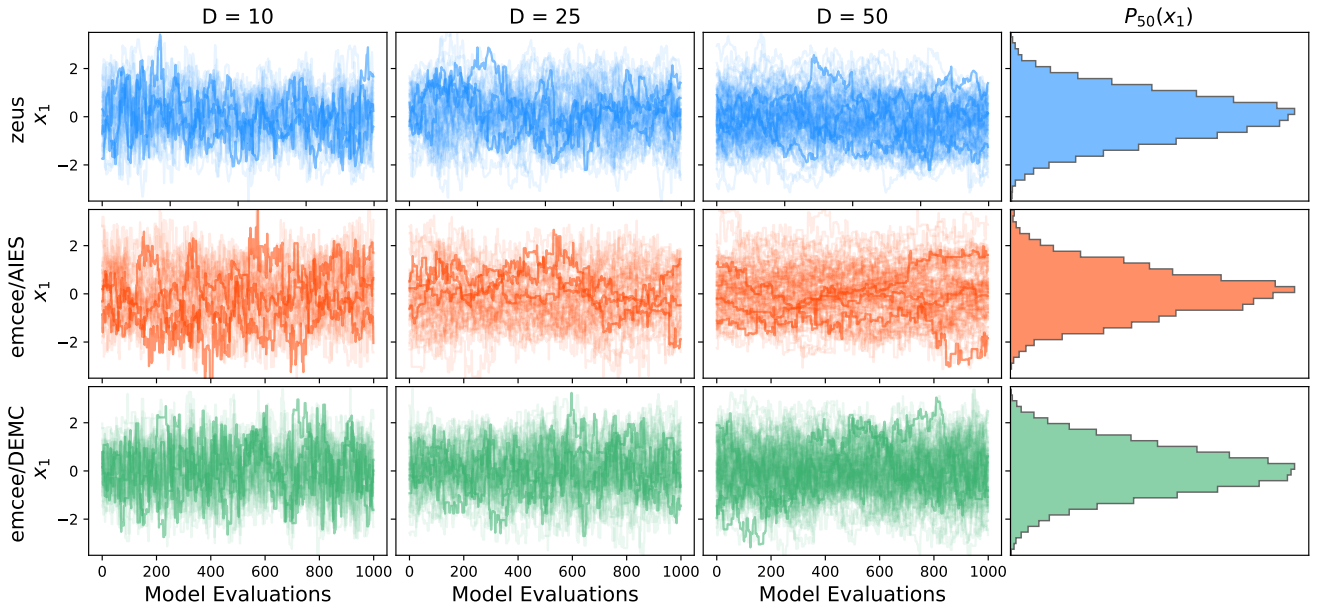 D = 10 D = 25 D = 50 P₅₀(x₁)
zeus
x₁
2
0
−2
emcee/AIES
x₁
2
0
−2
emcee/DEMC
x₁
2
0
−2
0 200 400 600 800 1000 0 200 400 600 800 1000 0 200 400 600 800 1000
Model Evaluations Model Evaluations Model Evaluations